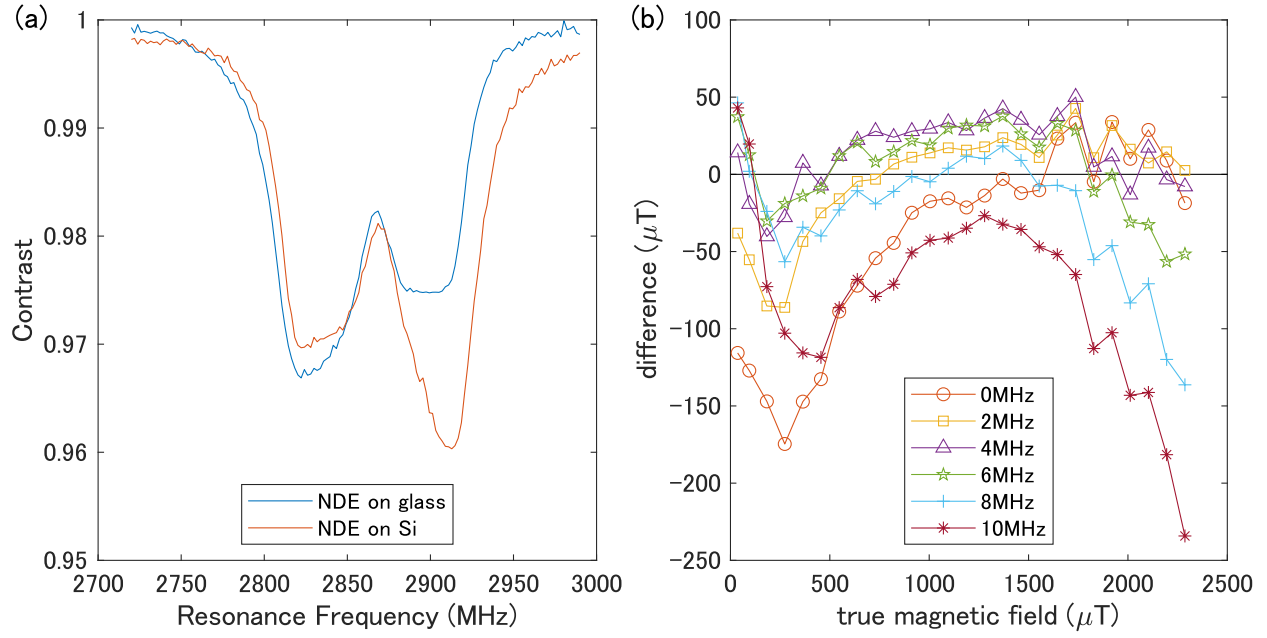 (a)
1
0.99
0.98
0.97
0.96
0.95
Contrast
2700 2750 2800 2850 2900 2950 3000
Resonance Frequency (MHz)
NDE on glass
NDE on Si
(b)
100
50
0
-50
-100
-150
-200
-250
difference (μT)
0 500 1000 1500 2000 2500
true magnetic field (μT)
0MHz
2MHz
4MHz
6MHz
8MHz
10MHz